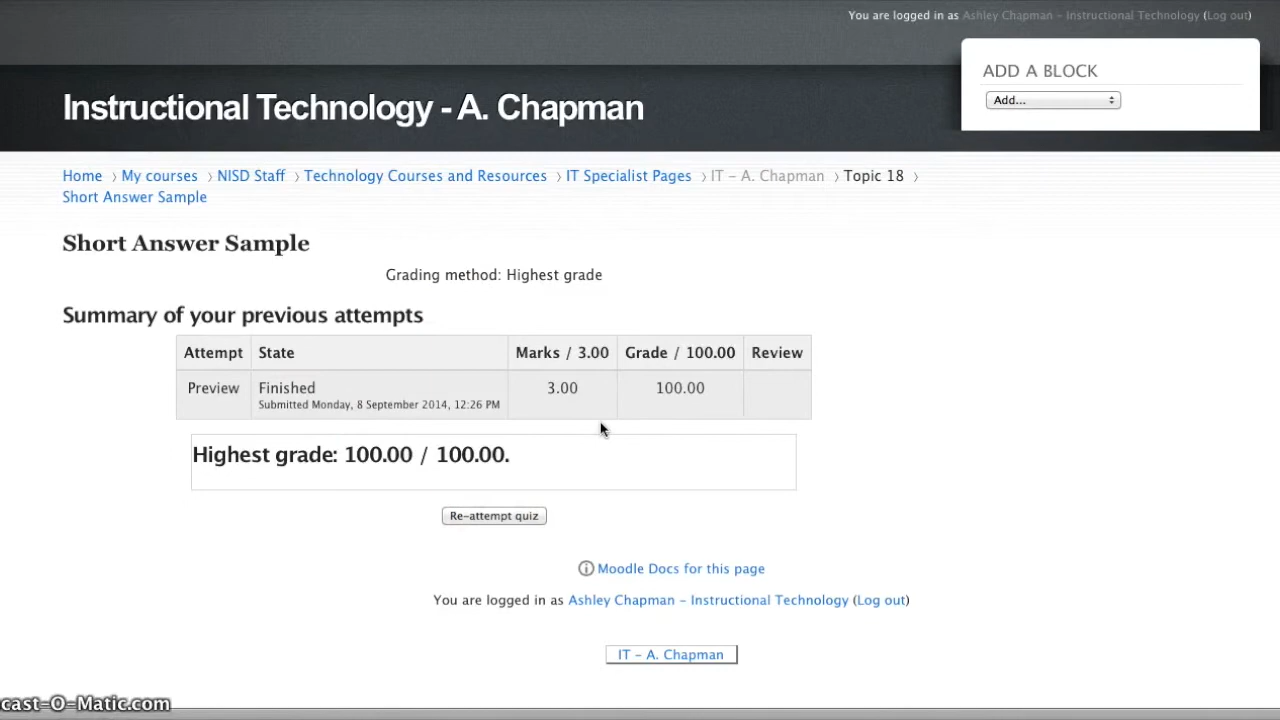 You are logged in as Ashley Chapman - Instructional Technology (Log out)
ADD A BLOCK
Add...
Instructional Technology - A. Chapman
Home › My courses › NISD Staff › Technology Courses and Resources › IT Specialist Pages › IT - A. Chapman › Topic 18 ›
Short Answer Sample
Short Answer Sample
Grading method: Highest grade
Summary of your previous attempts
Attempt State Marks / 3.00 Grade / 100.00 Review
Preview Finished 3.00 100.00
Submitted Monday, 8 September 2014, 12:26 PM
Highest grade: 100.00 / 100.00.
Re-attempt quiz
Moodle Docs for this page
You are logged in as Ashley Chapman - Instructional Technology (Log out)
IT - A. Chapman
cast-O-Matic.com